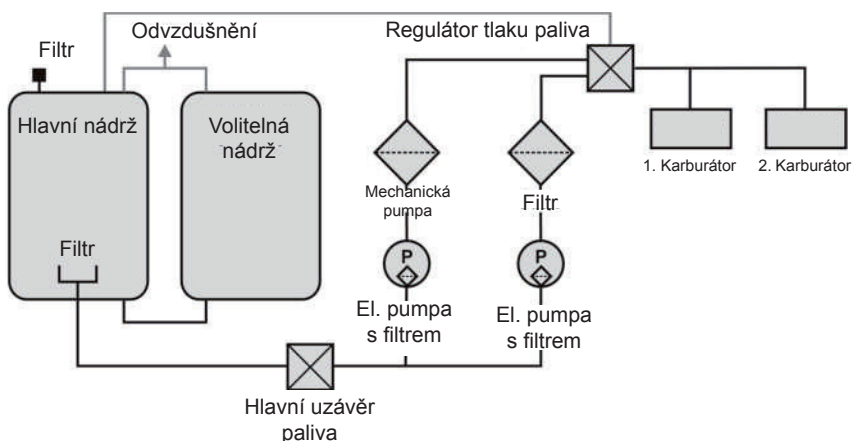 Odvzdušnění
Regulátor tlaku paliva
Filtr
Hlavní nádrž
Volitelná
nádrž
1. Karburátor
2. Karburátor
Mechanická
pumpa
Filtr
Filtr
P
P
El. pumpa
s filtrem
El. pumpa
s filtrem
Hlavní uzávěr
paliva